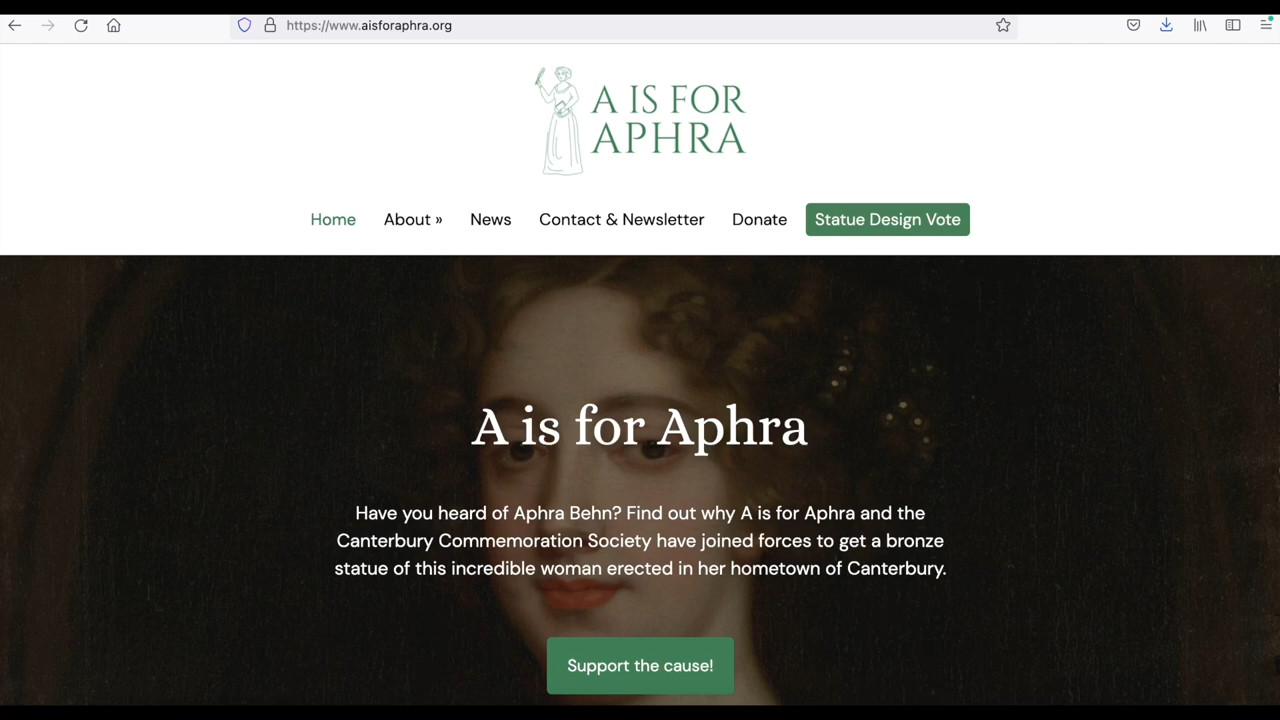 https://www.aisforaphra.org
A IS FOR
APHRA
Home About » News Contact & Newsletter Donate Statue Design Vote
A is for Aphra
Have you heard of Aphra Behn? Find out why A is for Aphra and the
Canterbury Commemoration Society have joined forces to get a bronze
statue of this incredible woman erected in her hometown of Canterbury.
Support the cause!